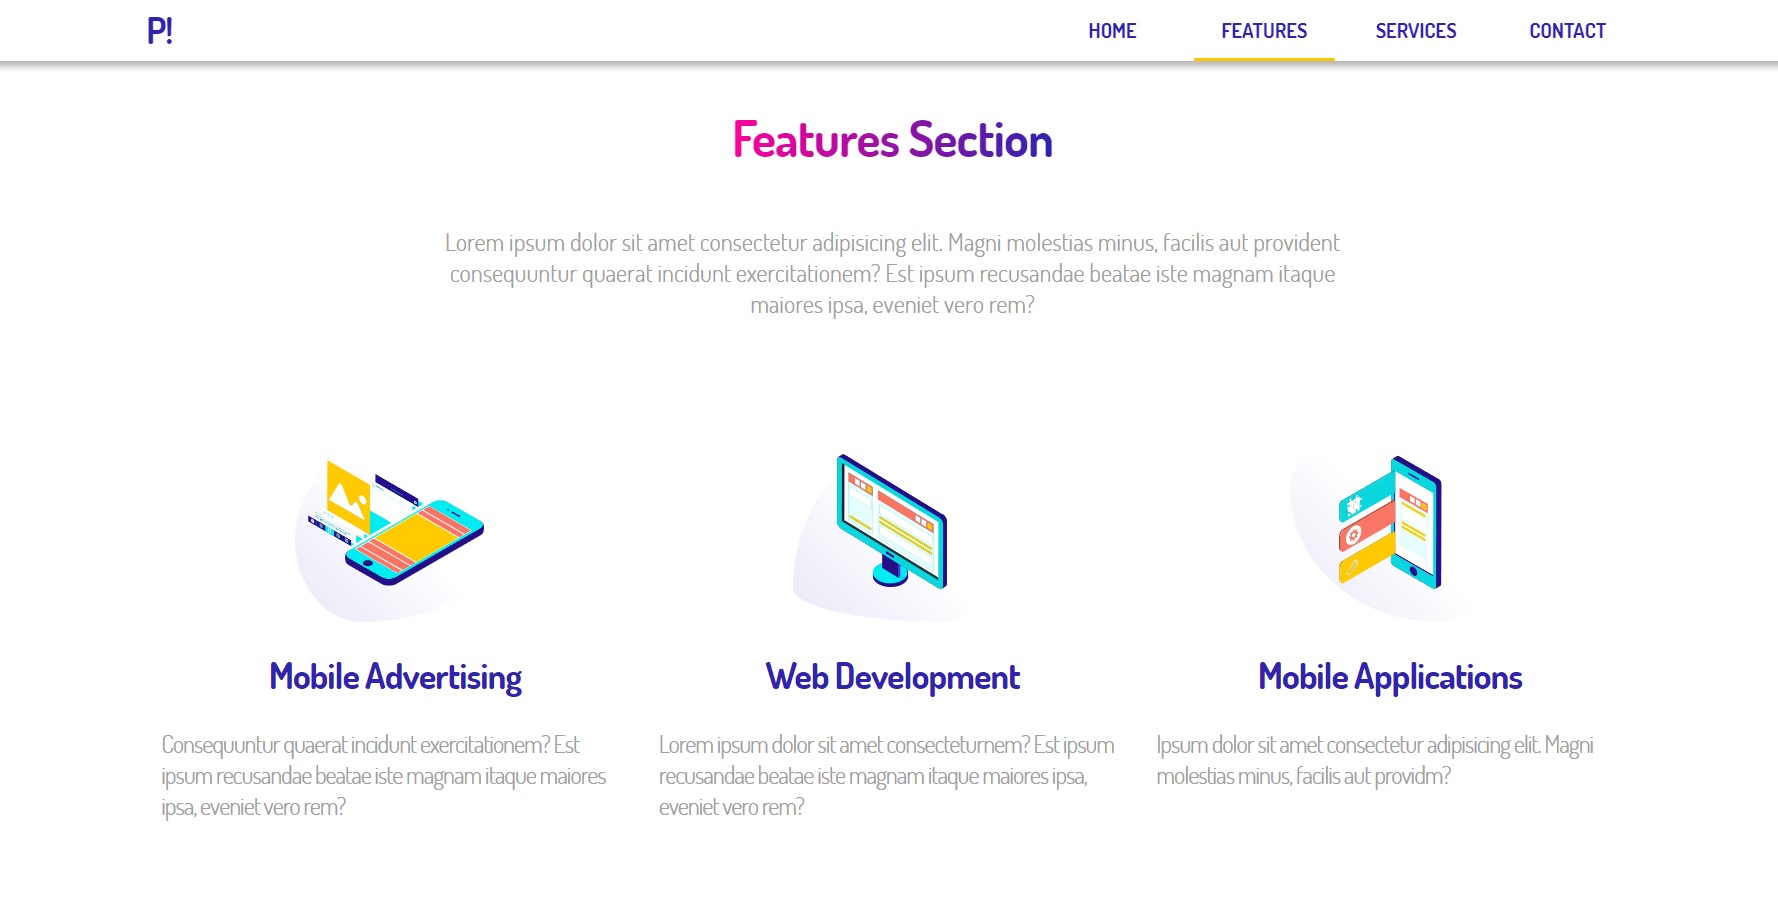 P!
HOME FEATURES SERVICES CONTACT
Features Section
Lorem ipsum dolor sit amet consectetur adipisicing elit. Magni molestias minus, facilis aut provident
consequuntur quaerat incidunt exercitationem? Est ipsum recusandae beatae iste magnam itaque
maiores ipsa, eveniet vero rem?
Mobile Advertising
Consequuntur quaerat incidunt exercitationem? Est
ipsum recusandae beatae iste magnam itaque maiores
ipsa, eveniet vero rem?
Web Development
Lorem ipsum dolor sit amet consecteturnem? Est ipsum
recusandae beatae iste magnam itaque maiores ipsa,
eveniet vero rem?
Mobile Applications
Ipsum dolor sit amet consectetur adipisicing elit. Magni
molestias minus, facilis aut providm?